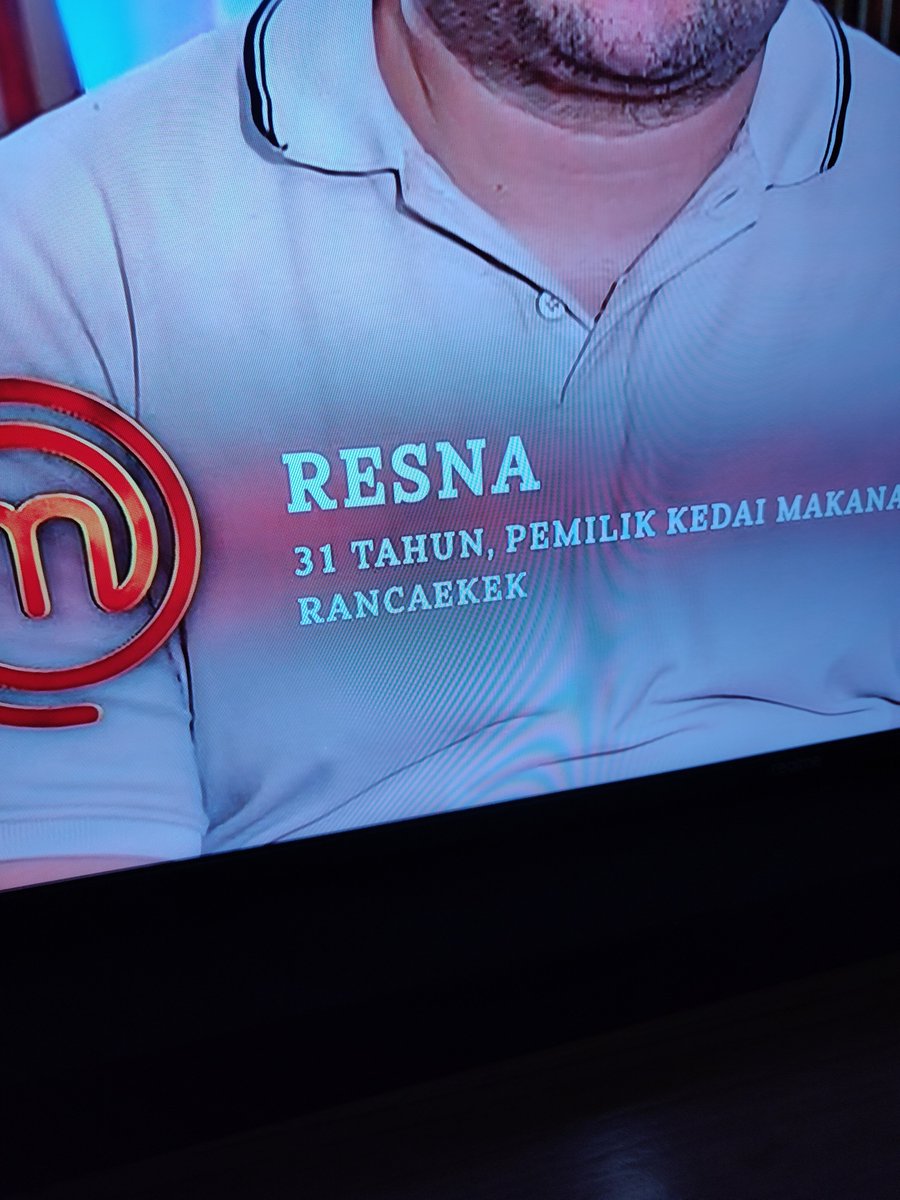 RESNA
31 TAHUN, PEMILIK KEDAI MAKANA
RANCAEKEK